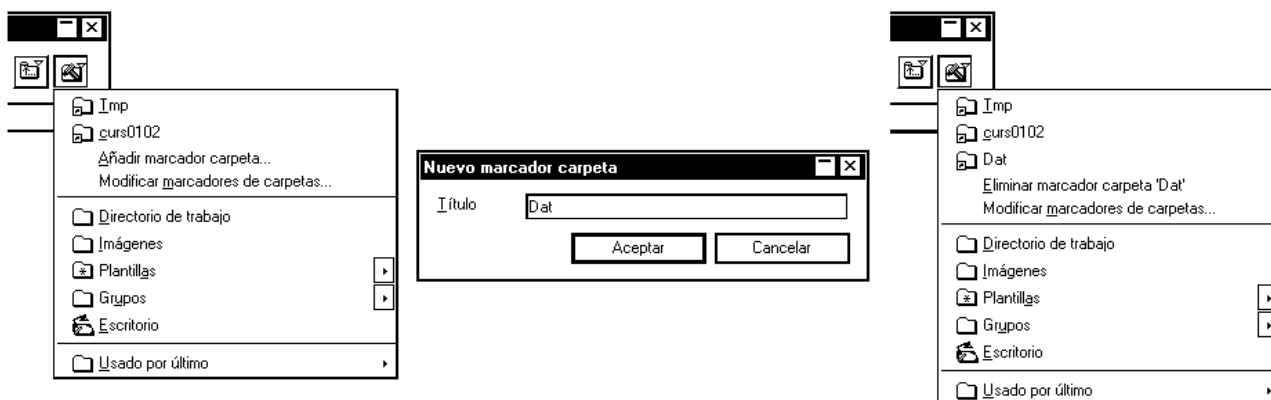 Tmp
curs0102
Añadir marcador carpeta...
Modificar marcadores de carpetas...
Directorio de trabajo
Imágenes
Plantillas
Grupos
Escritorio
Usado por último
Nuevo marcador carpeta
Título
Dat
Aceptar Cancelar
Tmp
curs0102
Dat
Eliminar marcador carpeta 'Dat'
Modificar marcadores de carpetas...
Directorio de trabajo
Imágenes
Plantillas
Grupos
Escritorio
Usado por último